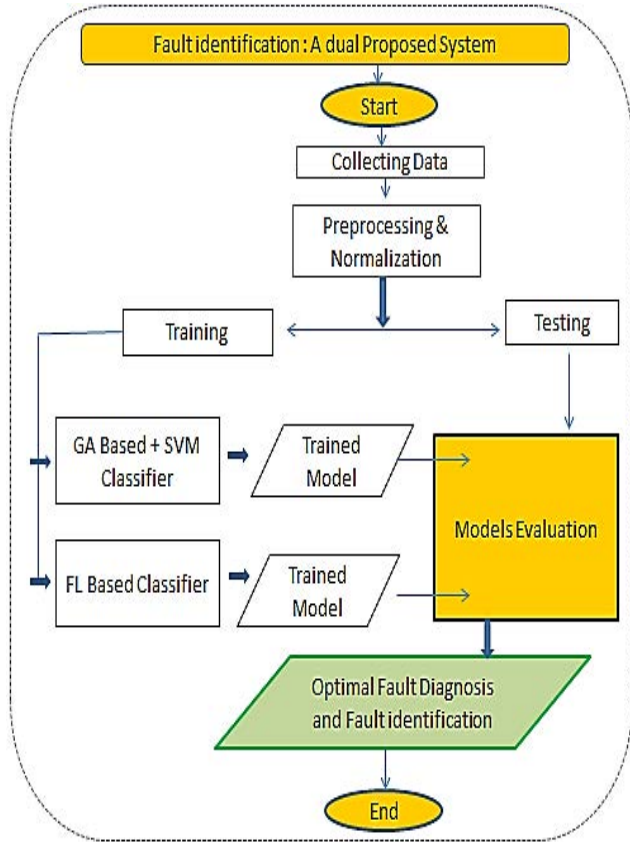 Fault identification : A dual Proposed System
Start
Collecting Data
Preprocessing &
Normalization
Training
Testing
GA Based + SVM
Classifier
Trained
Model
Models Evaluation
FL Based Classifier
Trained
Model
Optimal Fault Diagnosis
and Fault identification
End